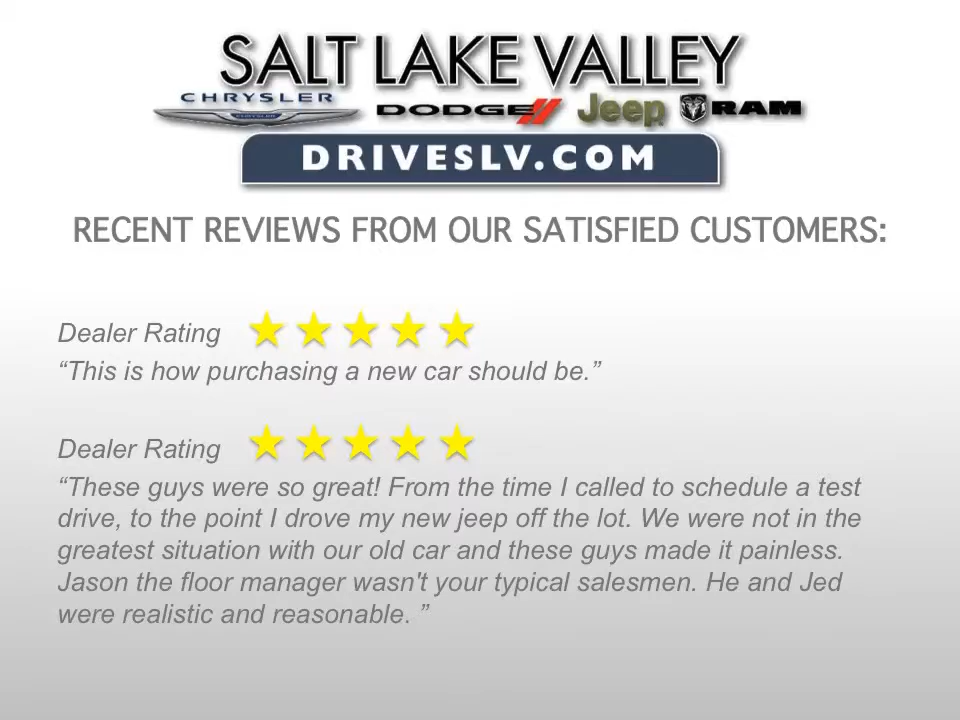 SALT LAKE VALLEY
CHRYSLER DODGE Jeep RAM
CHRYSLER
DRIVESLV.COM
RECENT REVIEWS FROM OUR SATISFIED CUSTOMERS:
Dealer Rating
“This is how purchasing a new car should be.”
Dealer Rating
“These guys were so great! From the time I called to schedule a test
drive, to the point I drove my new jeep off the lot. We were not in the
greatest situation with our old car and these guys made it painless.
Jason the floor manager wasn't your typical salesmen. He and Jed
were realistic and reasonable. ”